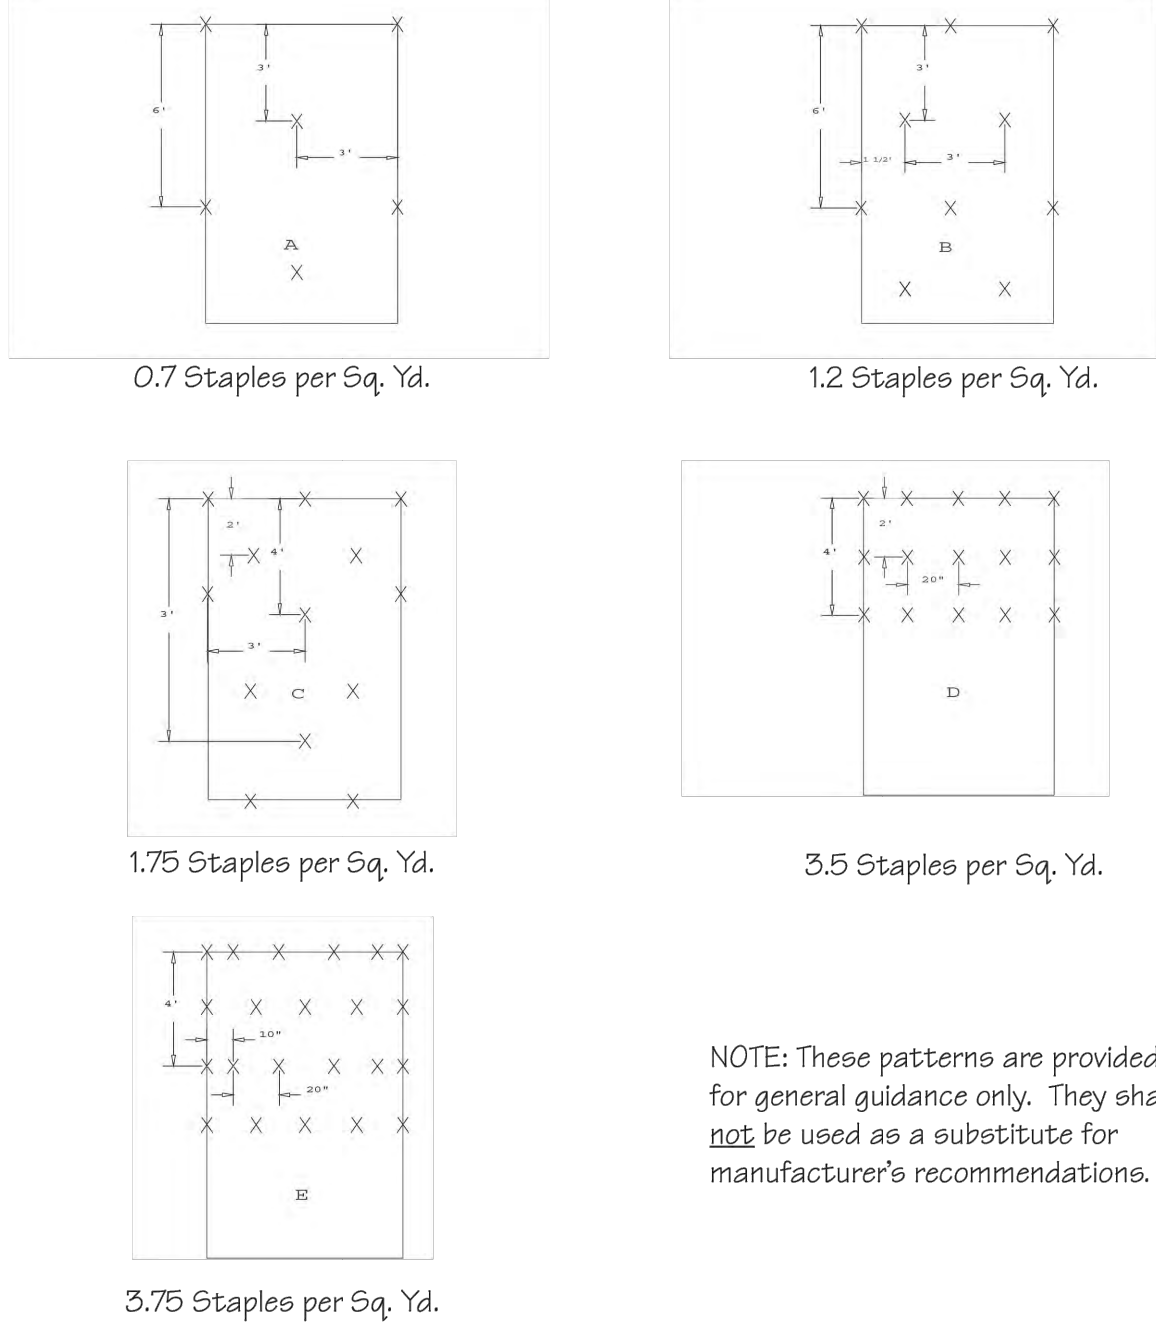 6'
3'
3'
A
0.7 Staples per Sq. Yd.
6'
3'
1 1/2'
3'
B
1.2 Staples per Sq. Yd.
2'
4'
3'
3'
C
1.75 Staples per Sq. Yd.
2'
4'
20"
D
3.5 Staples per Sq. Yd.
4'
10"
20"
E
3.75 Staples per Sq. Yd.
NOTE: These patterns are provided
for general guidance only. They sha
not be used as a substitute for
manufacturer's recommendations.